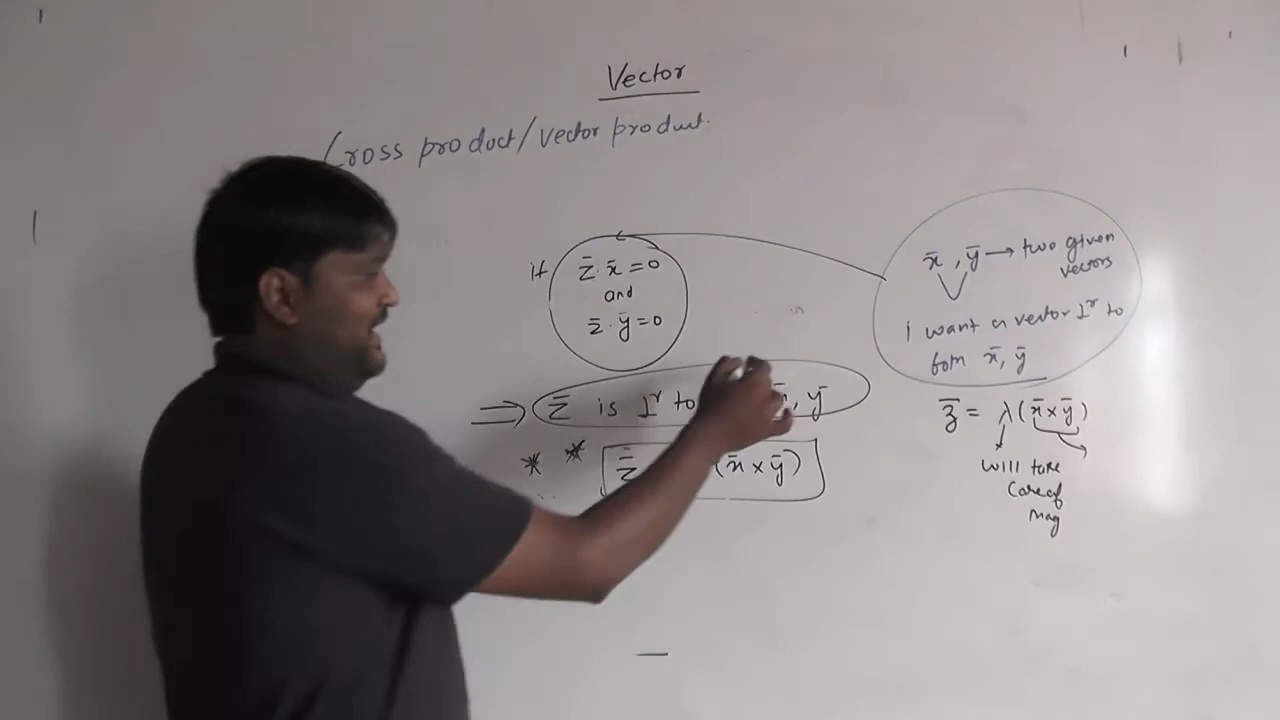 Vector
Cross product/vector product.
if z̄·x̄=0
and
z̄·ȳ=0
⇒ z̄ is ⊥ʳ to x̄, ȳ
* * z̄ (x̄×ȳ)
x̄, ȳ → two given
vectors
i want a vector ⊥ʳ to
both x̄, ȳ
z̄ = λ(x̄×ȳ)
will take
care of
mag